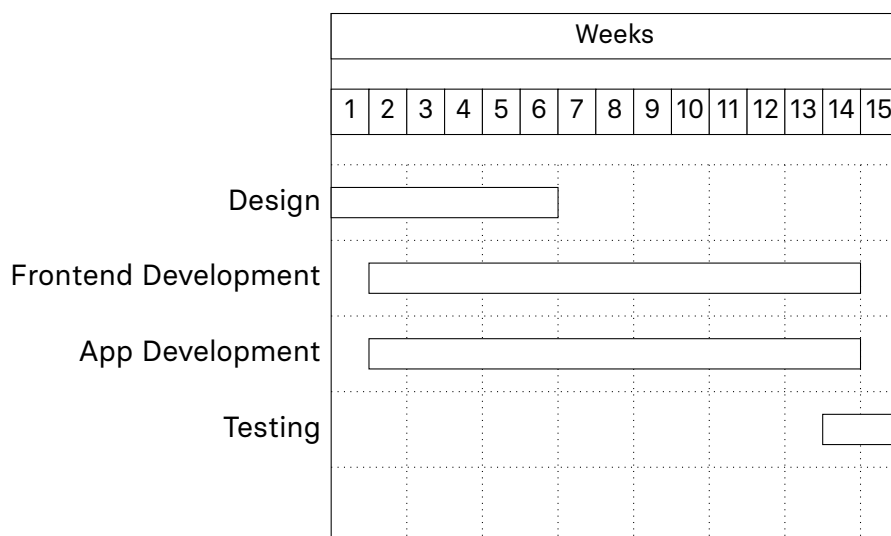 Weeks
1 2 3 4 5 6 7 8 9 10 11 12 13 14 15
Design
Frontend Development
App Development
Testing